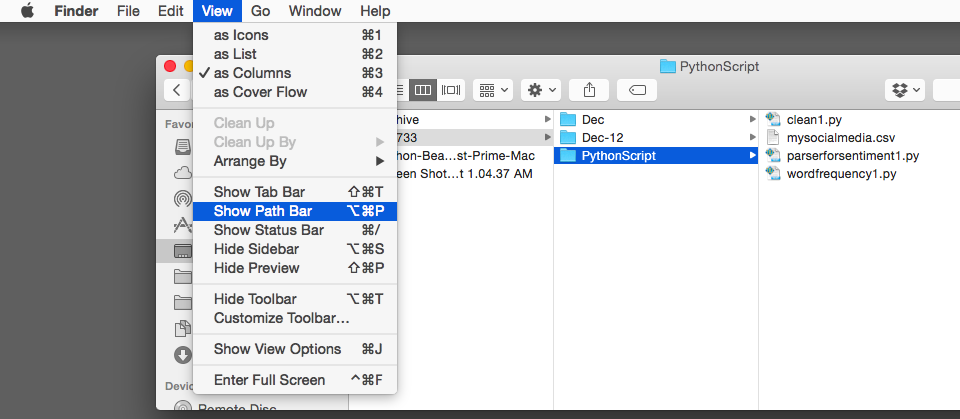 Finder File Edit View Go Window Help
as Icons ⌘1
as List ⌘2
✓ as Columns ⌘3
as Cover Flow ⌘4
Clean Up
Clean Up By
Arrange By
Show Tab Bar ⇧⌘T
Show Path Bar ⌥⌘P
Show Status Bar ⌘/
Hide Sidebar ⌥⌘S
Hide Preview ⇧⌘P
Hide Toolbar ⌥⌘T
Customize Toolbar…
Show View Options ⌘J
Enter Full Screen ^⌘F
PythonScript
Favo
Devic
Remote Disc
hive
733
hon-Bea…st-Prime-Mac
een Shot…t 1.04.37 AM
Dec
Dec-12
PythonScript
clean1.py
mysocialmedia.csv
parserforsentiment1.py
wordfrequency1.py